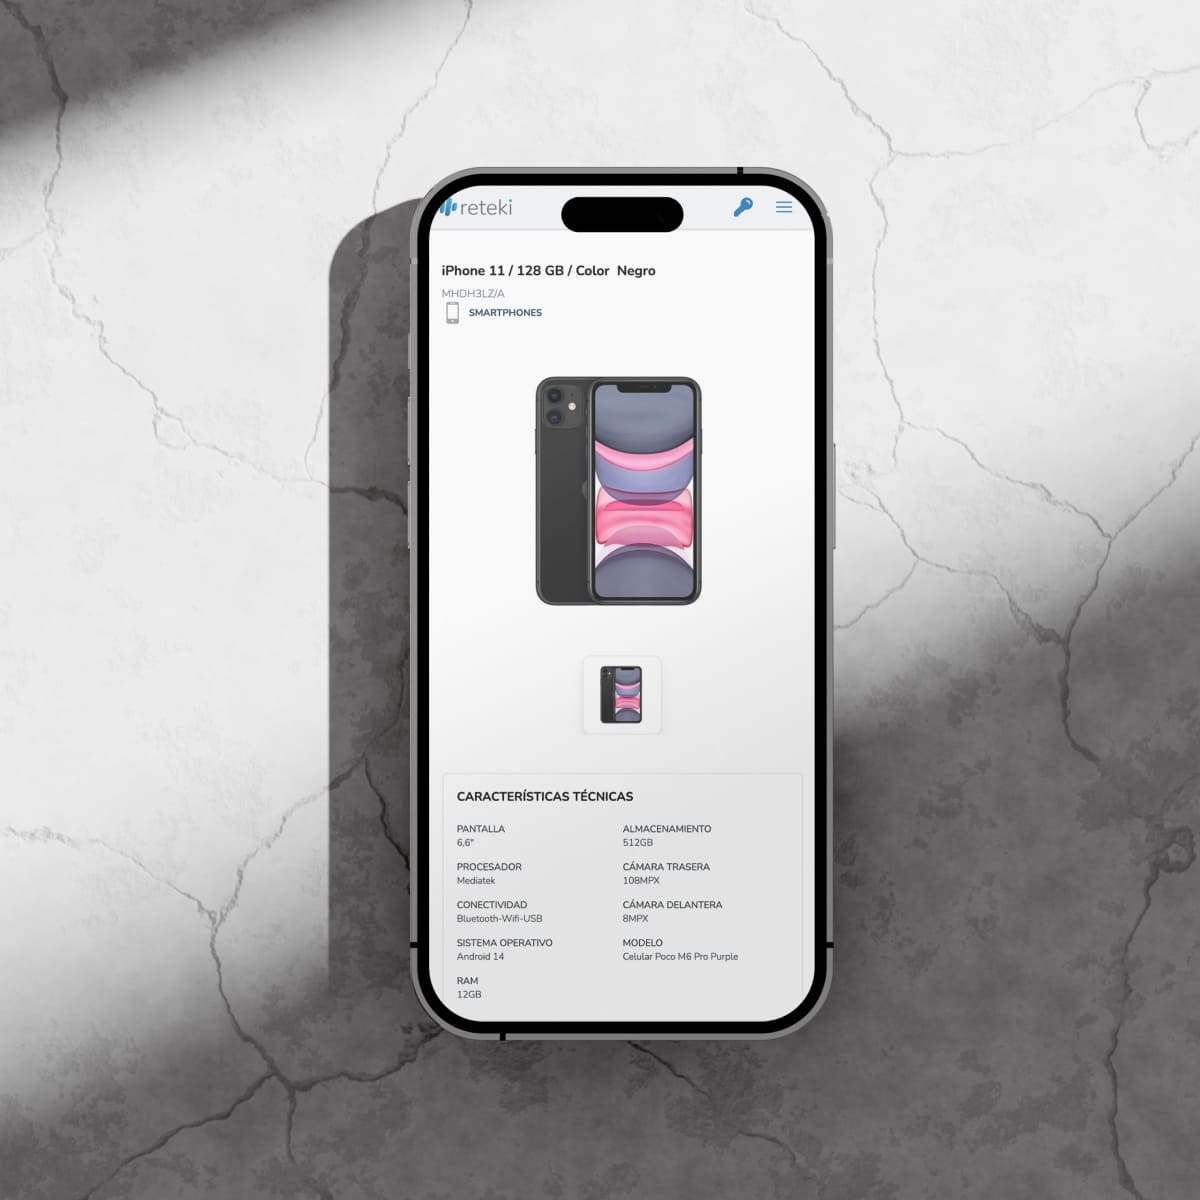 reteki
iPhone 11 / 128 GB / Color Negro
MHDH3LZ/A
SMARTPHONES
CARACTERÍSTICAS TÉCNICAS
PANTALLA
6,6"
ALMACENAMIENTO
512GB
PROCESADOR
Mediatek
CÁMARA TRASERA
108MPX
CONECTIVIDAD
Bluetooth-Wifi-USB
CÁMARA DELANTERA
8MPX
SISTEMA OPERATIVO
Android 14
MODELO
Celular Poco M6 Pro Purple
RAM
12GB